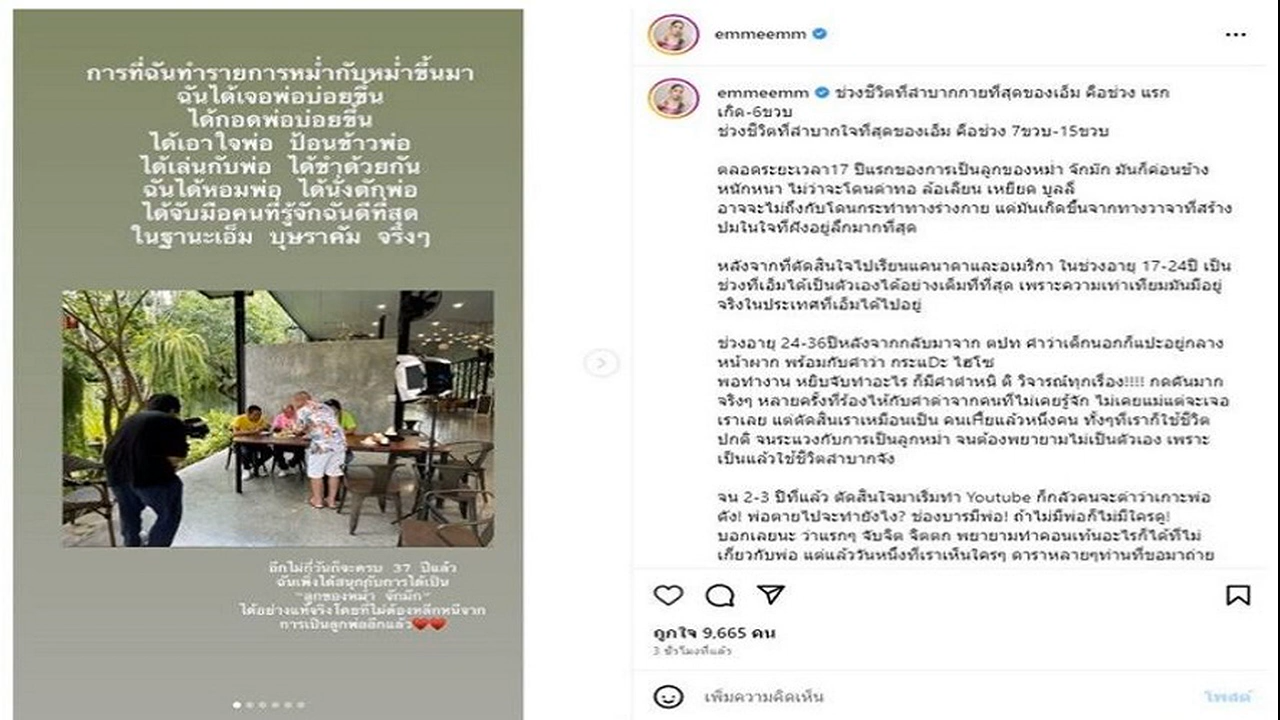 การที่ฉันทำรายการหม่ำกับหม่ำขึ้นมา
ฉันได้เจอพ่อบ่อยขึ้น
ได้กอดพ่อบ่อยขึ้น
ได้เอาใจพ่อ ป้อนข้าวพ่อ
ได้เล่นกับพ่อ ได้ขำด้วยกัน
ฉันได้หอมพ่อ ได้นั่งตักพ่อ
ได้จับมือคนที่รู้จักฉันดีที่สุด
ในฐานะเอ็ม บุษราคัม จริงๆ
อีกไม่กี่วันก็จะครบ 37 ปีแล้ว
ฉันเพิ่งได้สนุกกับการได้เป็น
"ลูกของหม่ำ จ๊กม๊ก"
ได้อย่างแท้จริงโดยที่ไม่ต้องหลีกหนีจาก
การเป็นลูกพ่ออีกแล้ว❤️❤️
emmeemm
emmeemm ช่วงชีวิตที่ลำบากกายที่สุดของเอ็ม คือช่วง แรก
เกิด-6ขวบ
ช่วงชีวิตที่ลำบากใจที่สุดของเอ็ม คือช่วง 7ขวบ-15ขวบ
ตลอดระยะเวลา17 ปีแรกของการเป็นลูกของหม่ำ จ๊กมิ๊ก มันก็ค่อนข้าง
หนักหนา ไม่ว่าจะโดนด่าทอ ล้อเลียน เหยียด บูลลี่
อาจจะไม่ถึงกับโดนกระทำทางร่างกาย แต่มันเกิดขึ้นจากทางวาจาที่สร้าง
ปมในใจที่ฝังอยู่ลึกมากที่สุด
หลังจากที่ตัดสินใจไปเรียนแคนาดาและอเมริกา ในช่วงอายุ 17-24ปี เป็น
ช่วงที่เอ็มได้เป็นตัวเองได้อย่างเต็มที่ที่สุด เพราะความเท่าเทียมมันมีอยู่
จริงในประเทศที่เอ็มได้ไปอยู่
ช่วงอายุ 24-36ปีหลังจากกลับมาจาก ตปท คำว่าเด็กนอกก็แปะอยู่กลาง
หน้าผาก พร้อมกับคำว่า กระแDะ ไฮโซ
พอทำงาน หยิบจับทำอะไร ก็มีคำตำหนิ ติ วิจารณ์ทุกเรื่อง!!!! กดดันมาก
จริงๆ หลายครั้งที่ร้องไห้กับคำด่าจากคนที่ไม่เคยรู้จัก ไม่เคยแม่แต่จะเจอ
เราเลย แต่ตัดสินเราเหมือนเป็น คนเHี้ยแล้วหนึ่งคน ทั้งๆที่เราก็ใช้ชีวิต
ปกติ จนระแวงกับการเป็นลูกหม่ำ จนต้องพยายามไม่เป็นตัวเอง เพราะ
เป็นแล้วใช้ชีวิตลำบากจัง
จน 2-3 ปีที่แล้ว ตัดสินใจมาเริ่มทำ Youtube ก็กลัวคนจะด่าว่าเกาะพ่อ
ดัง! พ่อตายไปจะทำยังไง? ช่องบารมีพ่อ! ถ้าไม่มีพ่อก็ไม่มีใครดู!
บอกเลยนะ ว่าแรกๆ จับจิต จิตตก พยายามทำคอนเท้นอะไรก็ได้ที่ไม่
เกี่ยวกับพ่อ แต่แล้ววันหนึ่งที่เราเห็นใครๆ ดาราหลายๆท่านที่ขอมาถ่าย
ถูกใจ 9,665 คน
3 ชั่วโมงที่แล้ว
เพิ่มความคิดเห็น
โพสต์